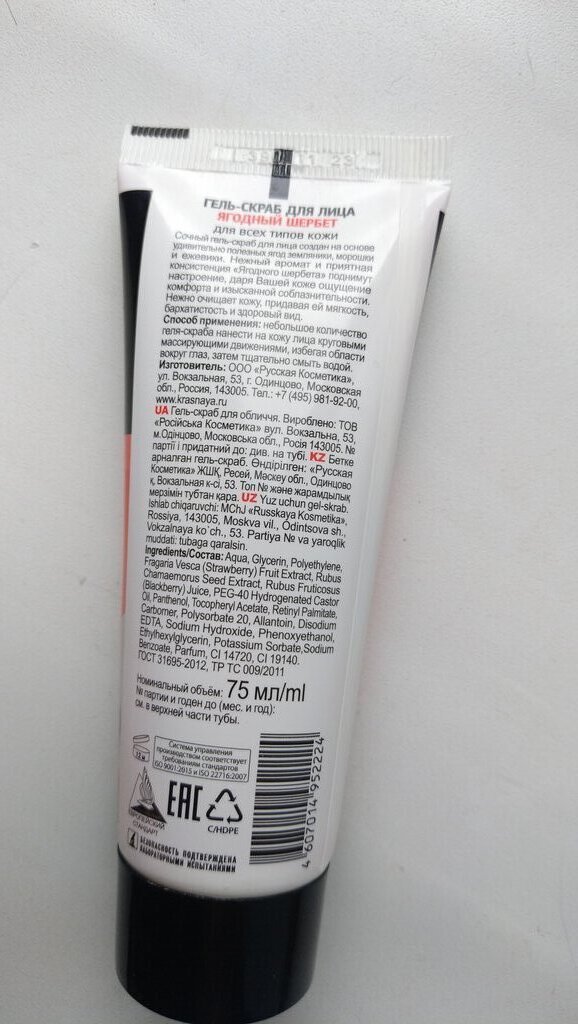 11 23
ГЕЛЬ-СКРАБ ДЛЯ ЛИЦА
ЯГОДНЫЙ ШЕРБЕТ
для всех типов кожи
Сочный гель-скраб для лица создан на основе
удивительно полезных ягод земляники, морошки
и ежевики. Нежный аромат и приятная
консистенция «Ягодного шербета» поднимут
настроение, даря Вашей коже ощущение
комфорта и изысканной соблазнительности.
Нежно очищает кожу, придавая ей мягкость,
бархатистость и здоровый вид.
Способ применения: небольшое количество
геля-скраба нанести на кожу лица круговыми
массирующими движениями, избегая области
вокруг глаз, затем тщательно смыть водой.
Изготовитель: ООО «Русская Косметика»,
ул. Вокзальная, 53, г. Одинцово, Московская
обл., Россия, 143005. Тел.: +7 (495) 981-92-00,
www.krasnaya.ru
UA Гель-скраб для обличчя. Вироблено: ТОВ
«Російська Косметика» вул. Вокзальна, 53,
м.Одінцово, Московська обл., Росія 143005. №
партії і придатний до: див. на тубі. KZ Бетке
арналған гель-скраб. Өндірілген: «Русская
Косметика» ЖШҚ, Ресей, Мәскеу обл., Одинцово
қ, Вокзальная к-сі, 53. Топ № және жарамдылық
мерзімін тубтан қара. UZ Yuz uchun gel-skrab.
Ishlab chiqaruvchi: MChJ «Russkaya Kosmetika»,
Rossiya, 143005, Moskva vil., Odintsova sh.,
Vokzalnaya ko`ch., 53. Partiya № va yaroqlik
muddati: tubaga qaralsin.
Ingredients/Состав: Aqua, Glycerin, Polyethylene,
Fragaria Vesca (Strawberry) Fruit Extract, Rubus
Chamaemorus Seed Extract, Rubus Fruticosus
(Blackberry) Juice, PEG-40 Hydrogenated Castor
Oil, Panthenol, Tocopheryl Acetate, Retinyl Palmitate,
Carbomer, Polysorbate 20, Allantoin, Disodium
EDTA, Sodium Hydroxide, Phenoxyethanol,
Ethylhexylglycerin, Potassium Sorbate,Sodium
Benzoate, Parfum, CI 14720, CI 19140.
ГОСТ 31695-2012, ТР ТС 009/2011
Номинальный объём: 75 мл/ml
№ партии и годен до (мес. и год):
см. в верхней части тубы.
12 м
Система управления
производством соответствует
требованиям стандартов
ISO 9001:2015 и ISO 22716:2007
ЕВРОПЕЙСКИЙ
СТАНДАРТ
EAC
C/HDPE
БЕЗОПАСНОСТЬ ПОДТВЕРЖДЕНА
ЛАБОРАТОРНЫМИ ИСПЫТАНИЯМИ
4 607014 952224